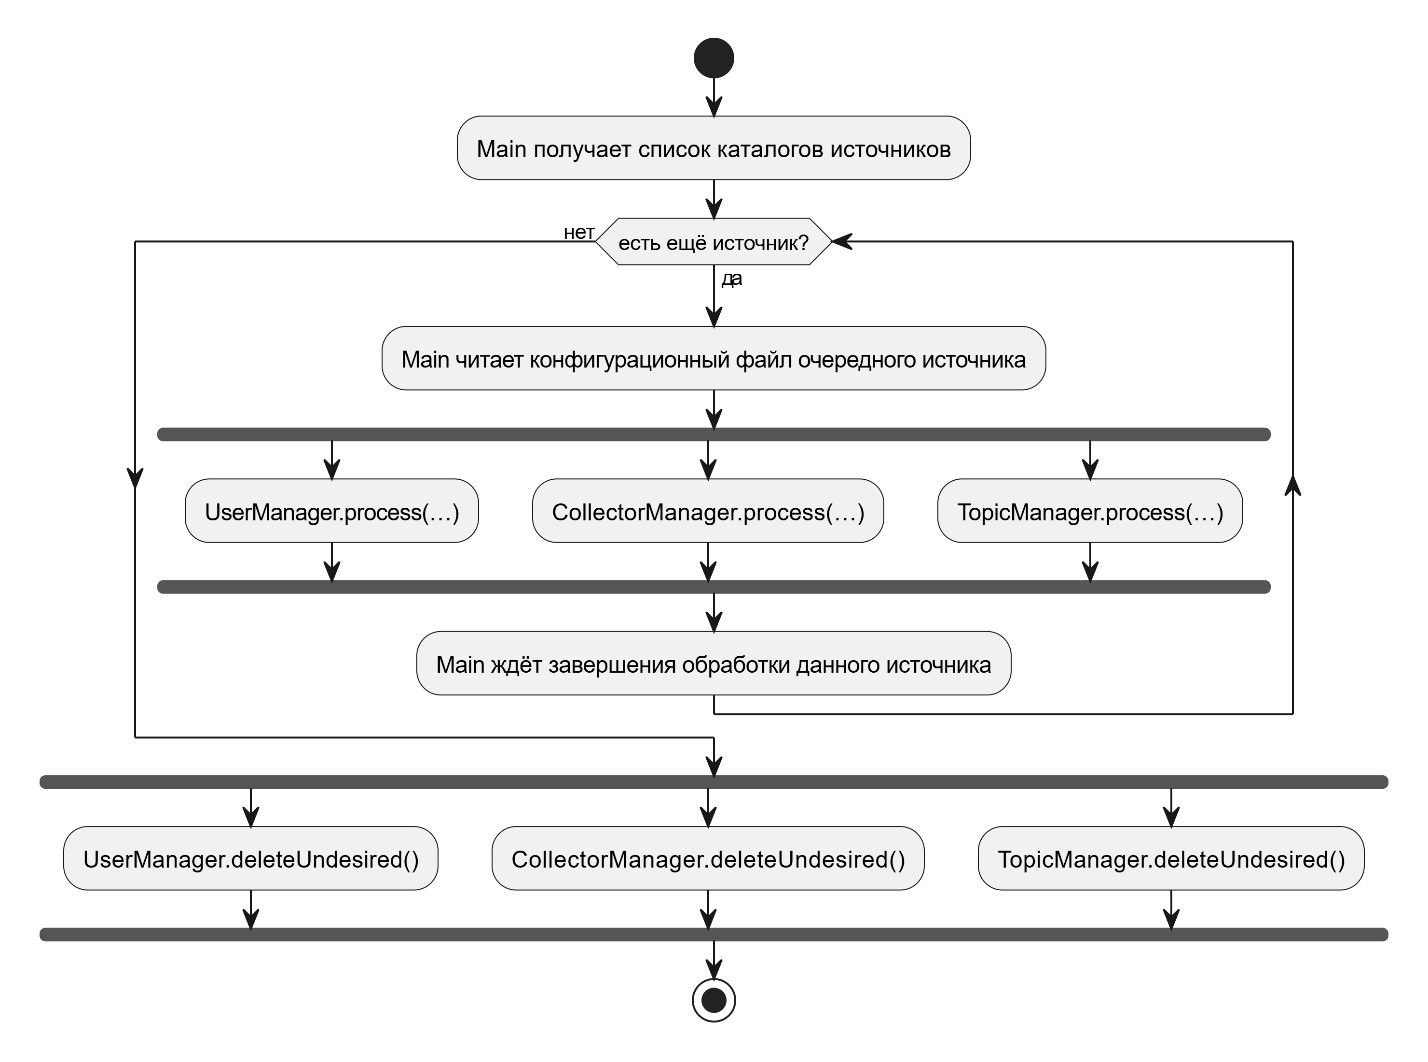 Main получает список каталогов источников
нет
есть ещё источник?
да
Main читает конфигурационный файл очередного источника
UserManager.process(…)
CollectorManager.process(…)
TopicManager.process(…)
Main ждёт завершения обработки данного источника
UserManager.deleteUndesired()
CollectorManager.deleteUndesired()
TopicManager.deleteUndesired()